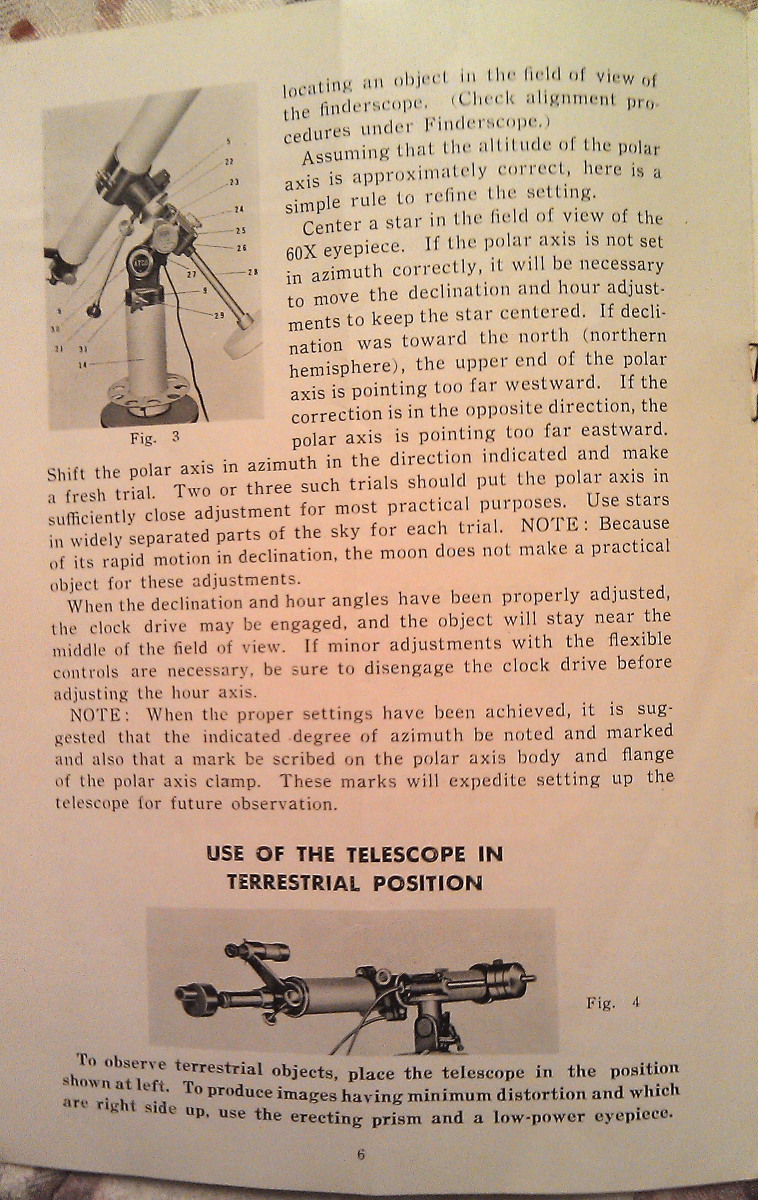 locating an object in the field of view of
the finderscope. (Check alignment pro-
cedures under Finderscope.)
Assuming that the altitude of the polar
axis is approximately correct, here is a
simple rule to refine the setting.
Center a star in the field of view of the
60X eyepiece. If the polar axis is not set
in azimuth correctly, it will be necessary
to move the declination and hour adjust-
ments to keep the star centered. If decli-
nation was toward the north (northern
hemisphere), the upper end of the polar
axis is pointing too far westward. If the
correction is in the opposite direction, the
polar axis is pointing too far eastward.
5
22
23
24
25
26
27
28
9
29
21
31
14
Fig. 3
Shift the polar axis in azimuth in the direction indicated and make
a fresh trial. Two or three such trials should put the polar axis in
sufficiently close adjustment for most practical purposes. Use stars
in widely separated parts of the sky for each trial. NOTE: Because
of its rapid motion in declination, the moon does not make a practical
object for these adjustments.
When the declination and hour angles have been properly adjusted,
the clock drive may be engaged, and the object will stay near the
middle of the field of view. If minor adjustments with the flexible
controls are necessary, be sure to disengage the clock drive before
adjusting the hour axis.
NOTE: When the proper settings have been achieved, it is sug-
gested that the indicated degree of azimuth be noted and marked
and also that a mark be scribed on the polar axis body and flange
of the polar axis clamp. These marks will expedite setting up the
telescope for future observation.
USE OF THE TELESCOPE IN
TERRESTRIAL POSITION
Fig. 4
To observe terrestrial objects, place the telescope in the position
shown at left. To produce images having minimum distortion and which
are right side up, use the erecting prism and a low-power eyepiece.
6